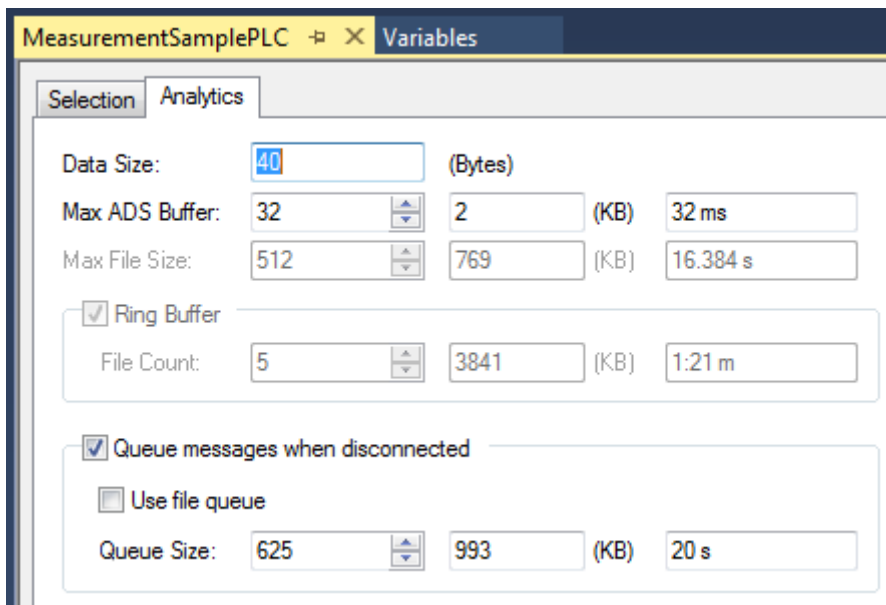 MeasurementSamplePLC Variables
Selection Analytics
Data Size: 40 (Bytes)
Max ADS Buffer: 32 2 (KB) 32 ms
Max File Size: 512 769 (KB) 16.384 s
Ring Buffer
File Count: 5 3841 (KB) 1:21 m
Queue messages when disconnected
Use file queue
Queue Size: 625 993 (KB) 20 s